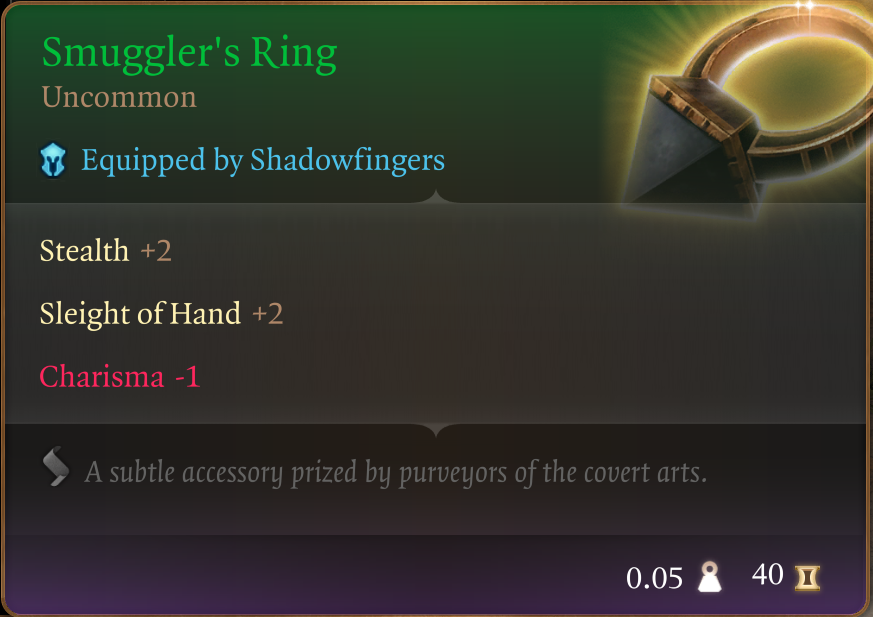 Smuggler's Ring
Uncommon
Equipped by Shadowfingers
Stealth +2
Sleight of Hand +2
Charisma -1
A subtle accessory prized by purveyors of the covert arts.
0.05 40